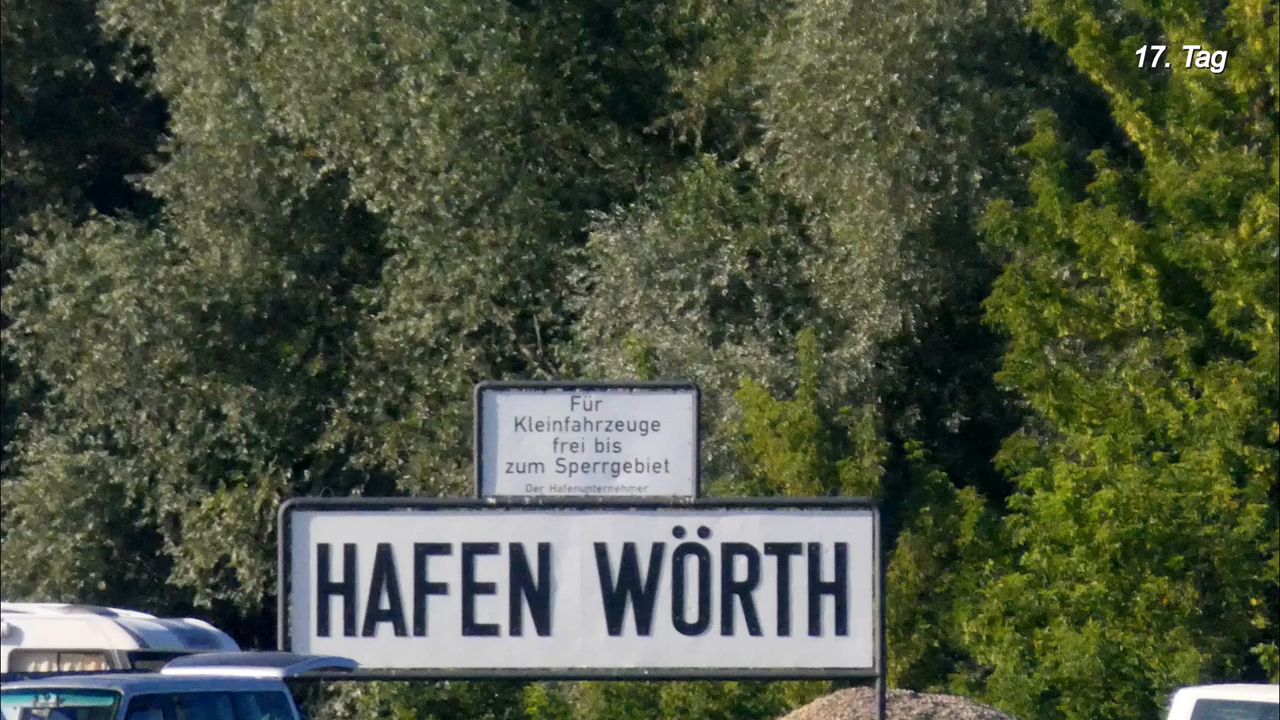 17. Tag
Für
Kleinfahrzeuge
frei bis
zum Sperrgebiet
Der Hafenunternehmer
HAFEN WÖRTH